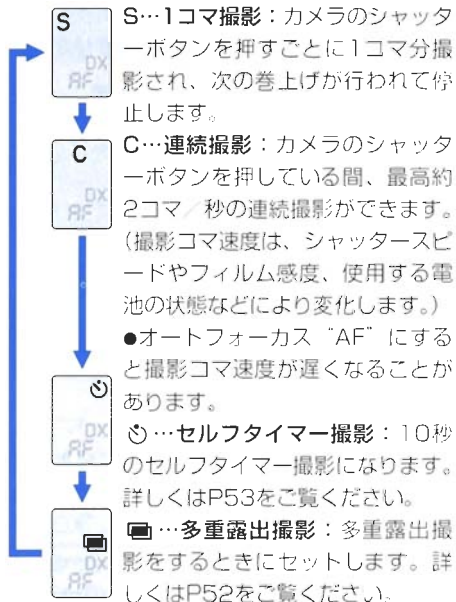 S
DX
AF
S…1コマ撮影：カメラのシャッタ
ーボタンを押すごとに1コマ分撮
影され、次の巻上げが行われて停
止します。
C
DX
AF
C…連続撮影：カメラのシャッタ
ーボタンを押している間、最高約
2コマ／秒の連続撮影ができます。
(撮影コマ速度は、シャッタースピ
ードやフィルム感度、使用する電
池の状態などにより変化します。)
●オートフォーカス“AF”にする
と撮影コマ速度が遅くなることが
あります。
DX
AF
…セルフタイマー撮影：10秒
のセルフタイマー撮影になります。
詳しくはP53をご覧ください。
DX
AF
…多重露出撮影：多重露出撮
影をするときにセットします。詳
しくはP52をご覧ください。